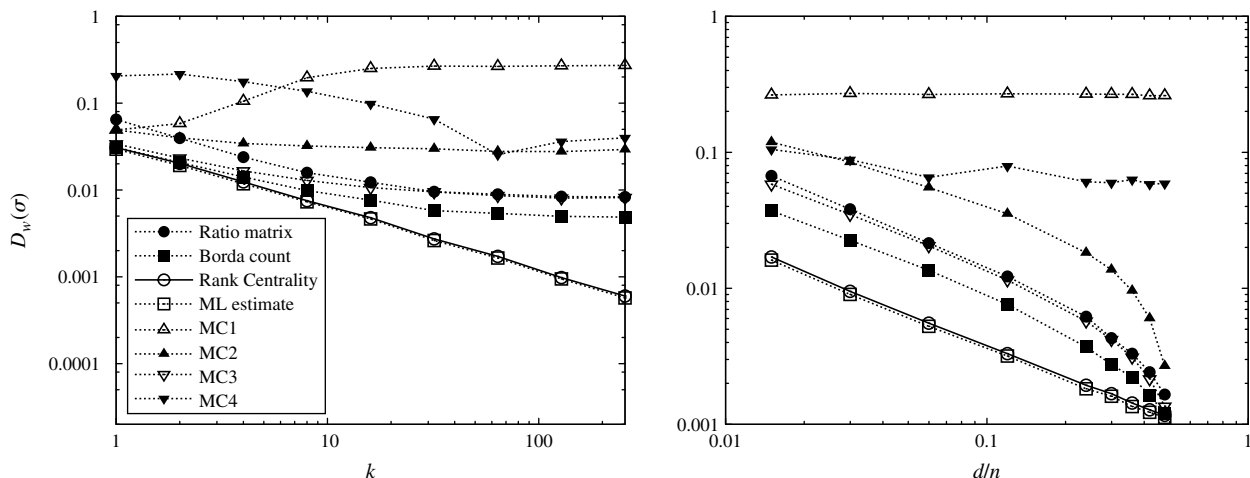 1
0.1
0.01
0.001
0.0001
D_w(σ)
Ratio matrix
Borda count
Rank Centrality
ML estimate
MC1
MC2
MC3
MC4
1
10
100
k
1
0.1
0.01
0.001
0.01
0.1
1
d/n